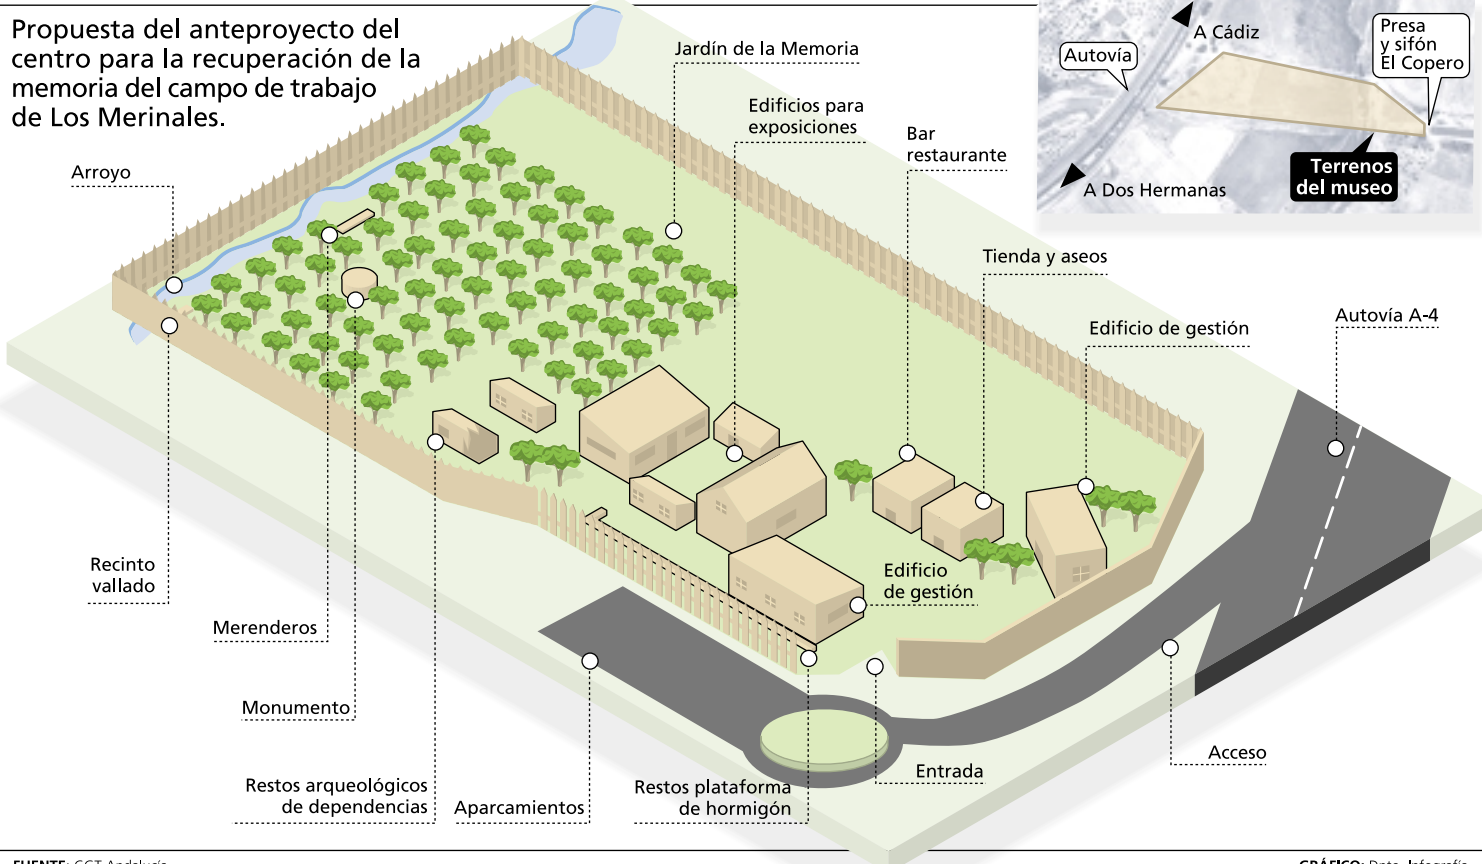 Propuesta del anteproyecto del
centro para la recuperación de la
memoria del campo de trabajo
de Los Merinales.
A Cádiz
Autovía
Presa
y sifón
El Copero
Terrenos
del museo
A Dos Hermanas
Jardín de la Memoria
Edificios para
exposiciones
Bar
restaurante
Arroyo
Tienda y aseos
Edificio de gestión
Autovía A-4
Recinto
vallado
Edificio
de gestión
Merenderos
Monumento
Restos arqueológicos
de dependencias
Aparcamientos
Restos plataforma
de hormigón
Entrada
Acceso
FUENTE: CGT Andalucía
GRÁFICO: Dpto. Infografía